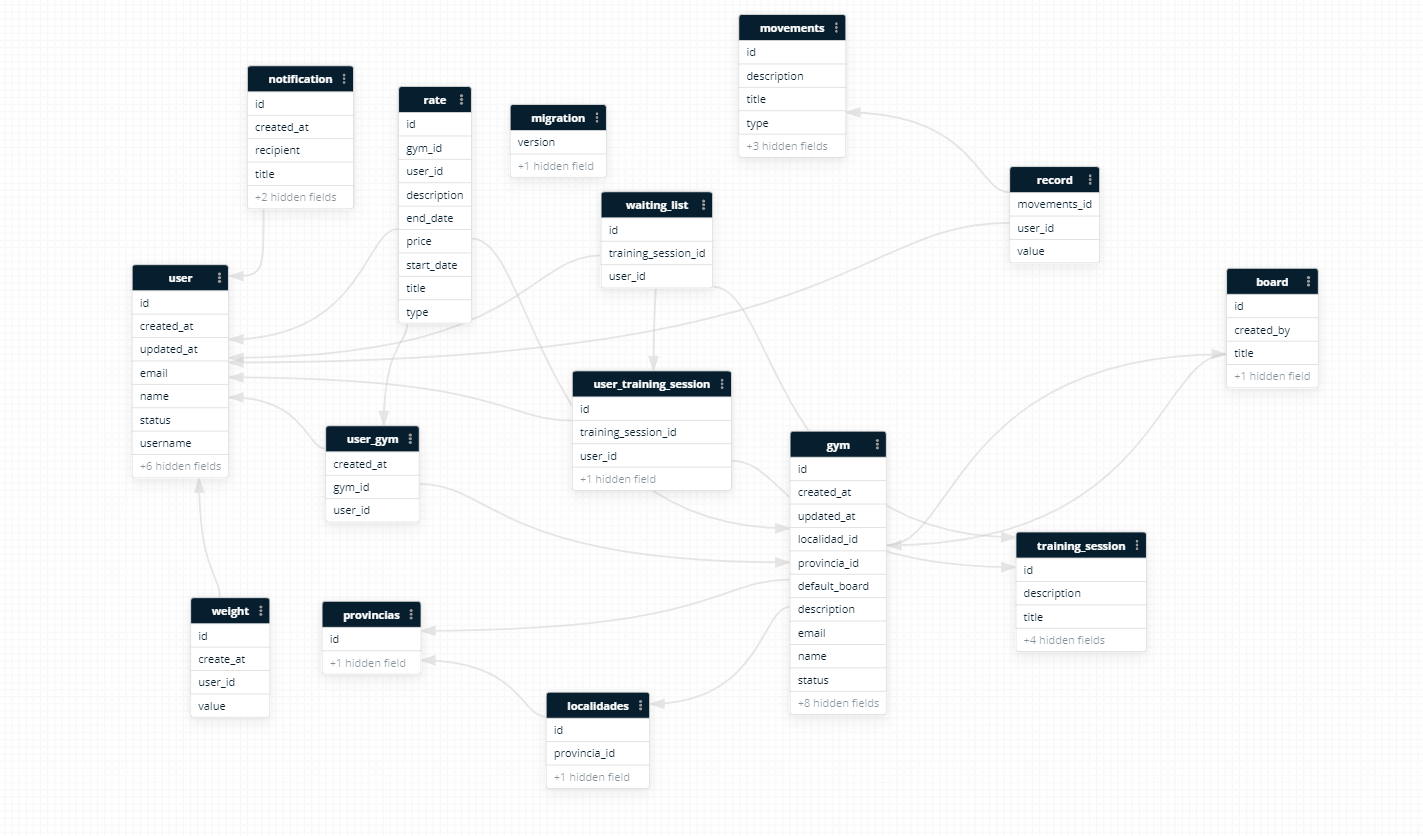 movements
id
description
title
type
+3 hidden fields
notification
id
created_at
recipient
title
+2 hidden fields
rate
id
gym_id
user_id
description
end_date
price
start_date
title
type
migration
version
+1 hidden field
record
movements_id
user_id
value
waiting_list
id
training_session_id
user_id
user
id
created_at
updated_at
email
name
status
username
+6 hidden fields
board
id
created_by
title
+1 hidden field
user_training_session
id
training_session_id
user_id
+1 hidden field
user_gym
created_at
gym_id
user_id
gym
id
created_at
updated_at
localidad_id
provincia_id
default_board
description
email
name
status
+8 hidden fields
training_session
id
description
title
+4 hidden fields
weight
id
create_at
user_id
value
provincias
id
+1 hidden field
localidades
id
provincia_id
+1 hidden field